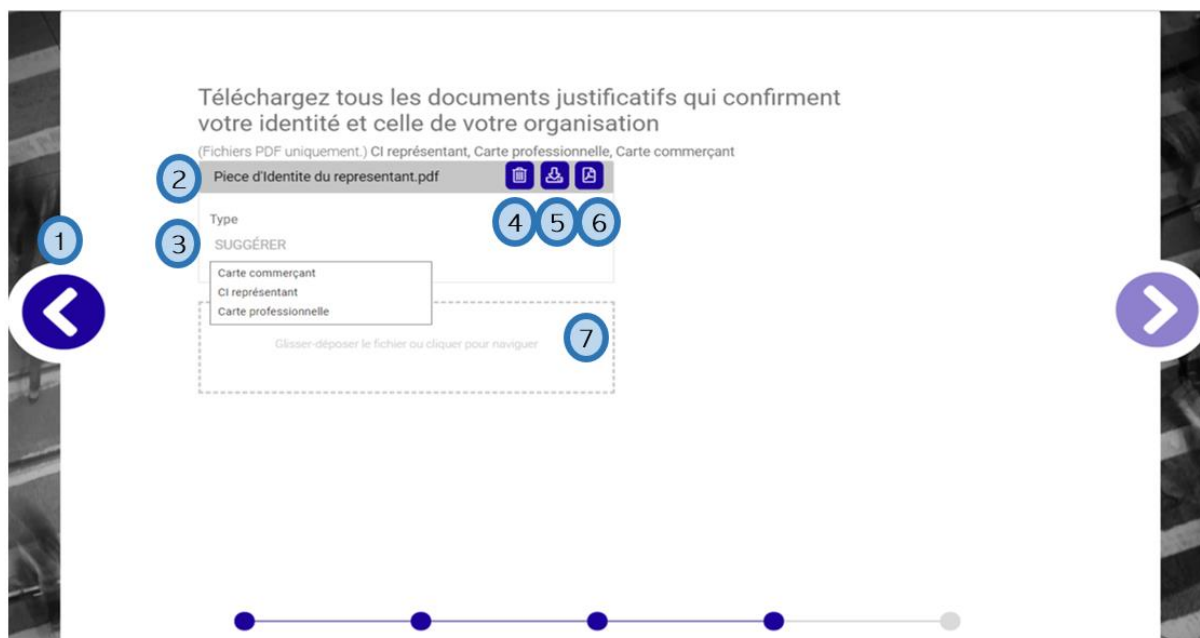 Téléchargez tous les documents justificatifs qui confirment
votre identité et celle de votre organisation
(Fichiers PDF uniquement.) CI représentant, Carte professionnelle, Carte commerçant
2 Piece d'Identite du representant.pdf
Type
4 5 6
1
3 SUGGÉRER
Carte commerçant
CI représentant
Carte professionnelle
Glisser-déposer le fichier ou cliquer pour naviguer 7